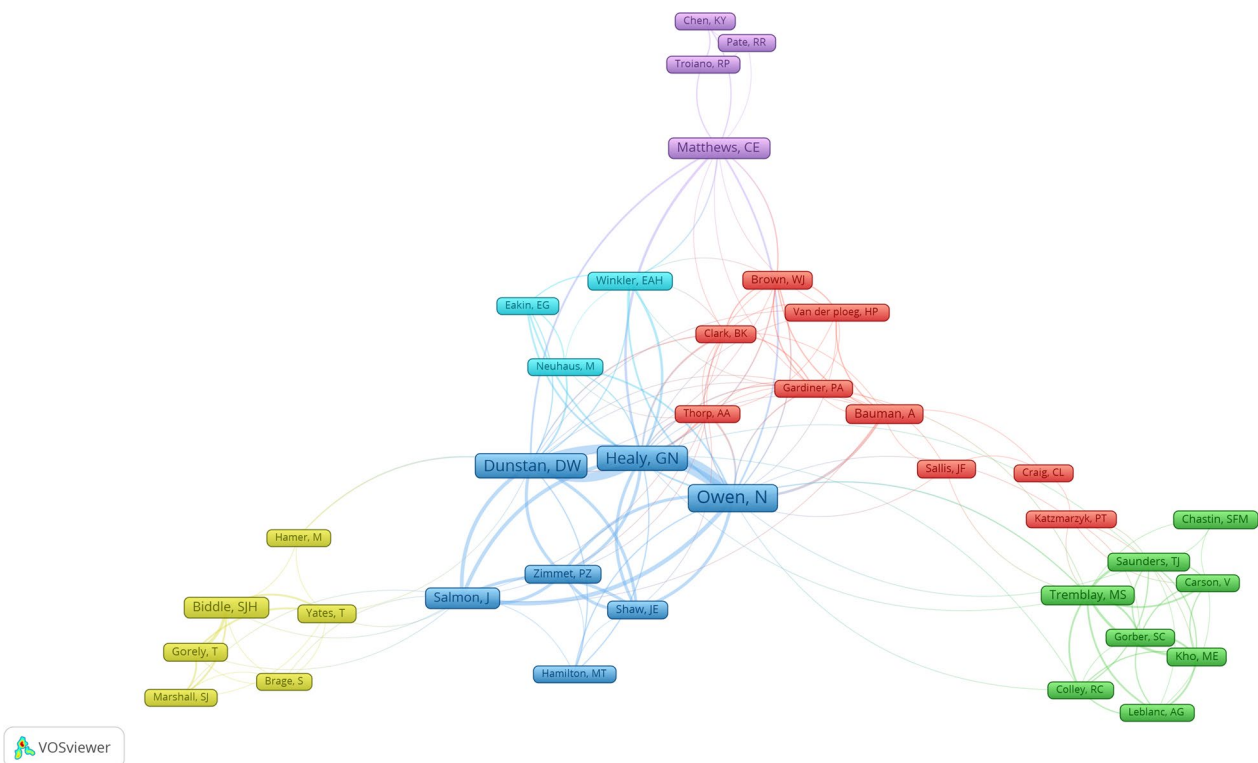 Chen, KY
Pate, RR
Troiano, RP
Matthews, CE
Winkler, EAH
Brown, WJ
Eakin, EG
Van der ploeg, HP
Clark, BK
Neuhaus, M
Gardiner, PA
Thorp, AA
Bauman, A
Dunstan, DW
Healy, GN
Sallis, JF
Craig, CL
Owen, N
Katzmarzyk, PT
Chastin, SFM
Hamer, M
Saunders, TJ
Zimmet, PZ
Carson, V
Salmon, J
Tremblay, MS
Biddle, SJH
Yates, T
Shaw, JE
Gorber, SC
Gorely, T
Kho, ME
Hamilton, MT
Brage, S
Colley, RC
Marshall, SJ
Leblanc, AG
VOSviewer